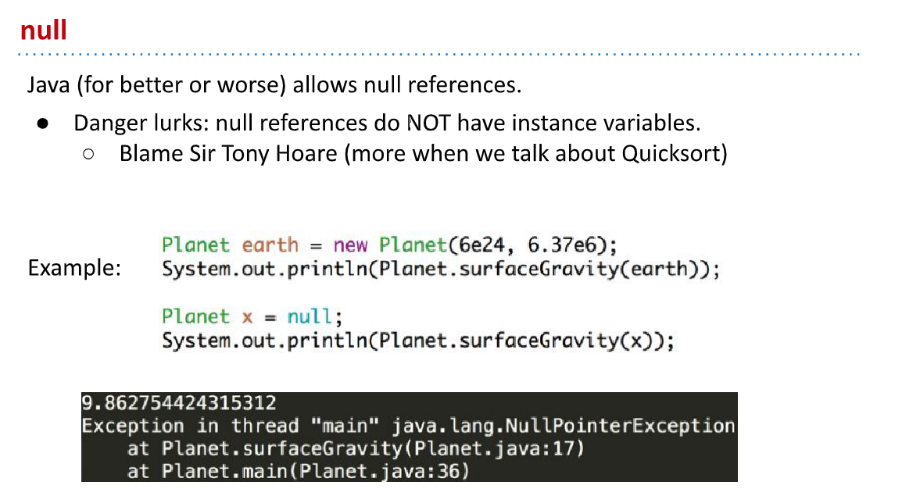 null
Java (for better or worse) allows null references.
● Danger lurks: null references do NOT have instance variables.
○ Blame Sir Tony Hoare (more when we talk about Quicksort)
Planet earth = new Planet(6e24, 6.37e6);
Example: System.out.println(Planet.surfaceGravity(earth));
Planet x = null;
System.out.println(Planet.surfaceGravity(x));
9.862754424315312
Exception in thread "main" java.lang.NullPointerException
at Planet.surfaceGravity(Planet.java:17)
at Planet.main(Planet.java:36)